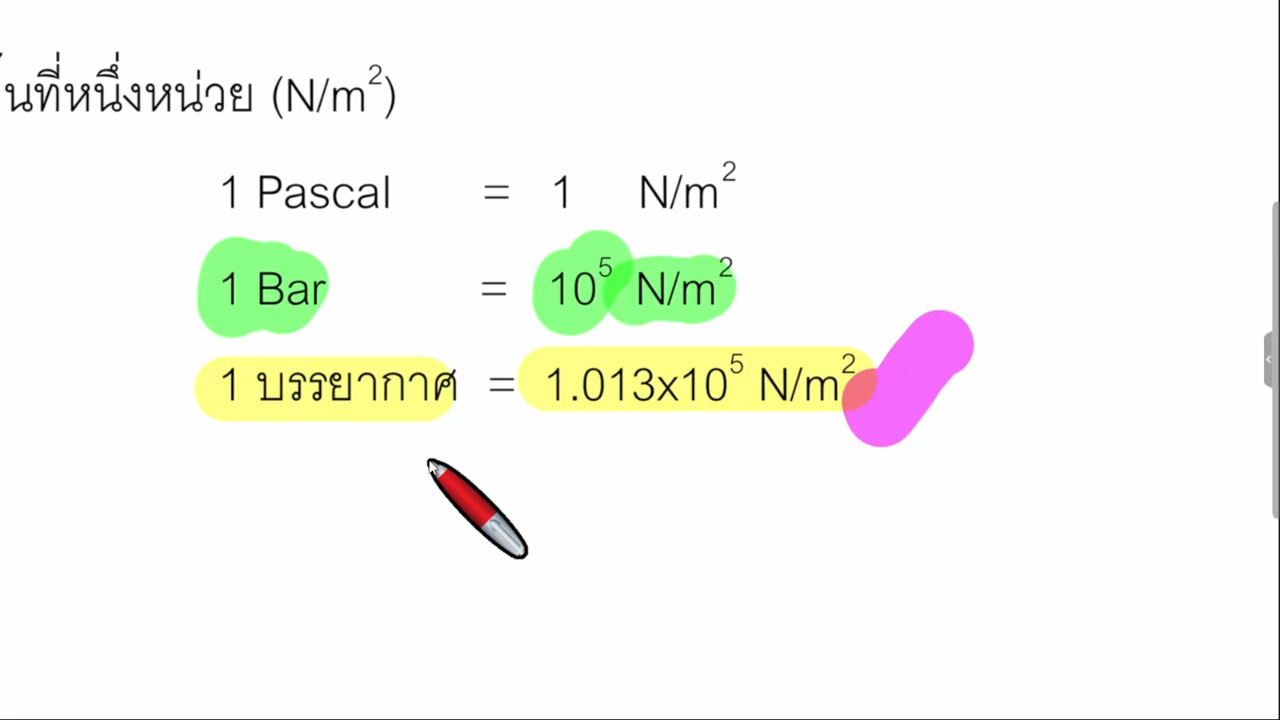 นที่หนึ่งหน่วย (N/m²)
1 Pascal = 1 N/m²
1 Bar = 10⁵ N/m²
1 บรรยากาศ = 1.013x10⁵ N/m²